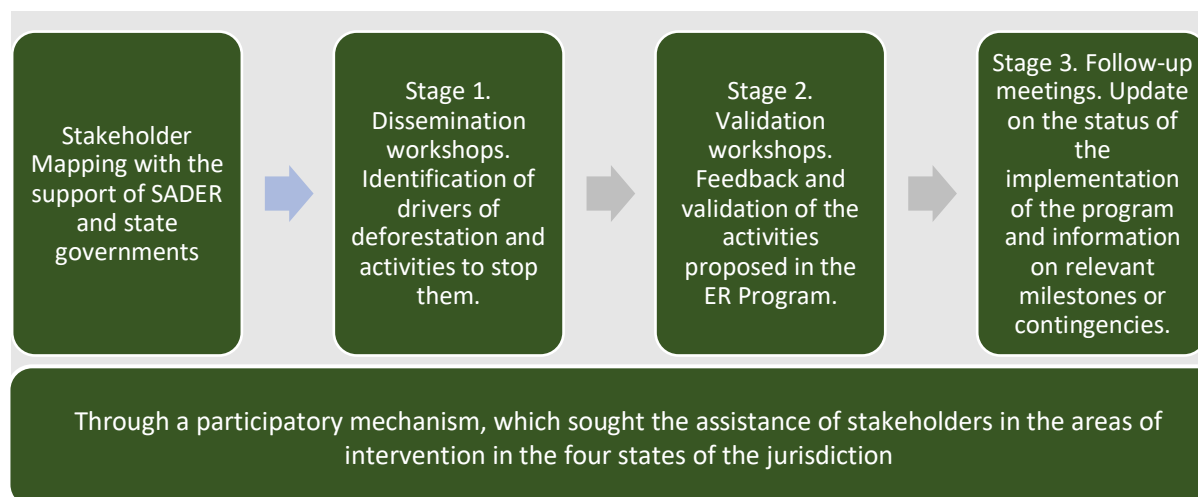 Stakeholder
Mapping with the
support of SADER
and state
governments
Stage 1.
Dissemination
workshops.
Identification of
drivers of
deforestation and
activities to stop
them.
Stage 2.
Validation
workshops.
Feedback and
validation of the
activities
proposed in the
ER Program.
Stage 3. Follow-up
meetings. Update
on the status of
the
implementation
of the program
and information
on relevant
milestones or
contingencies.
Through a participatory mechanism, which sought the assistance of stakeholders in the areas of
intervention in the four states of the jurisdiction